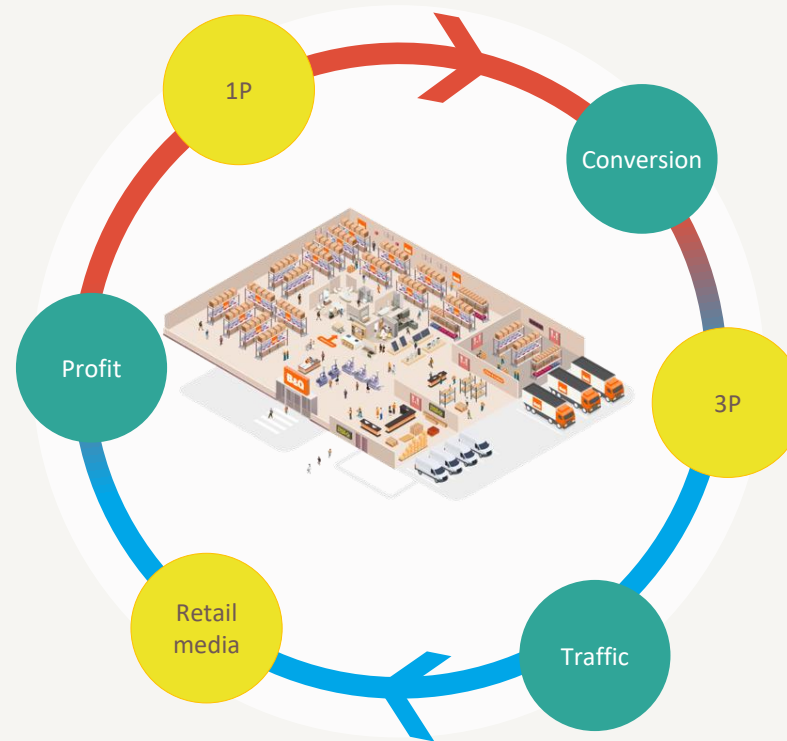 1P
Conversion
Profit
B&Q
3P
Retail
media
Traffic